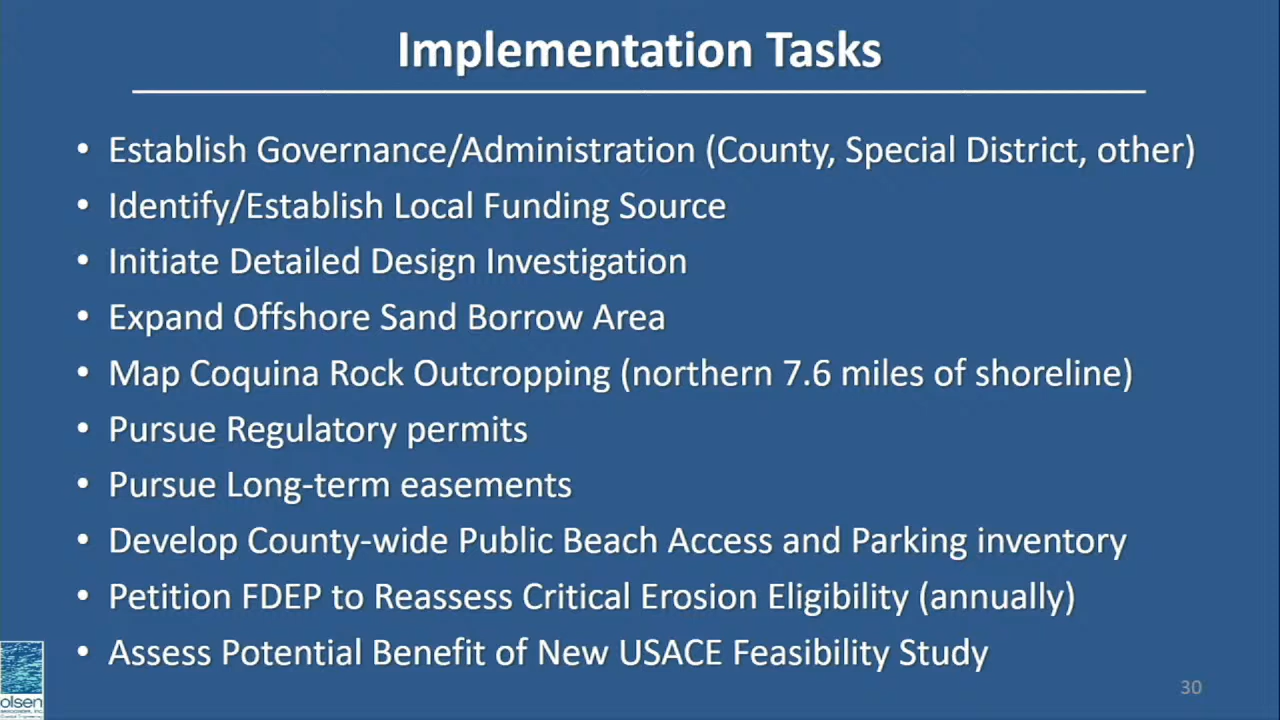 Implementation Tasks
• Establish Governance/Administration (County, Special District, other)
• Identify/Establish Local Funding Source
• Initiate Detailed Design Investigation
• Expand Offshore Sand Borrow Area
• Map Coquina Rock Outcropping (northern 7.6 miles of shoreline)
• Pursue Regulatory permits
• Pursue Long-term easements
• Develop County-wide Public Beach Access and Parking inventory
• Petition FDEP to Reassess Critical Erosion Eligibility (annually)
• Assess Potential Benefit of New USACE Feasibility Study
30
olsen